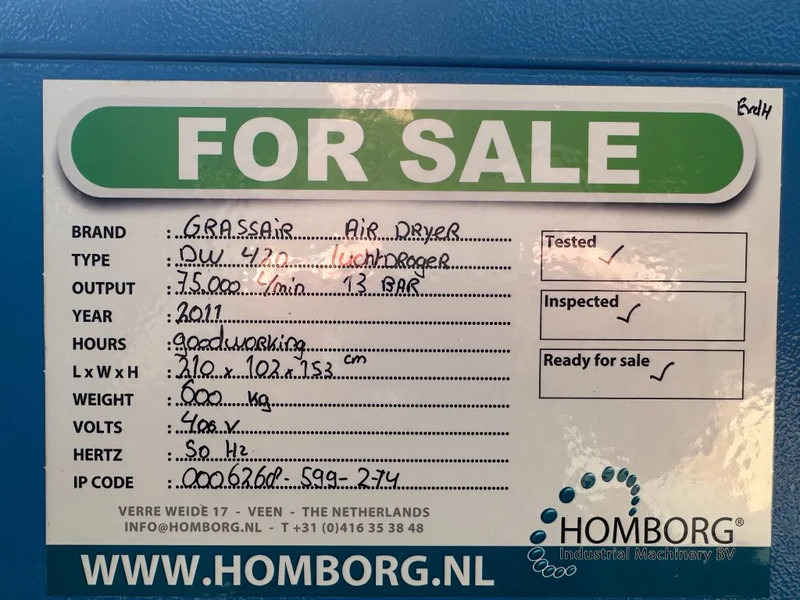 EvdH
FOR SALE
BRAND : GRASSAiR AiR DRyER
TYPE : DW 420 luchtDROGER
OUTPUT : 75.000 l/min 13 BAR
YEAR : 2011
HOURS : goodworking
L x W x H : 210 x 102 x 153 cm
WEIGHT : 600 kg
VOLTS : 400 V
HERTZ : 50 Hz
IP CODE : - 599-2-74
Tested ✓
Inspected ✓
Ready for sale ✓
VERRE WEIDE 17 - VEEN - THE NETHERLANDS
INFO@HOMBORG.NL - T +31 (0)416 35 38 48
HOMBORG®
Industrial Machinery BV
WWW.HOMBORG.NL